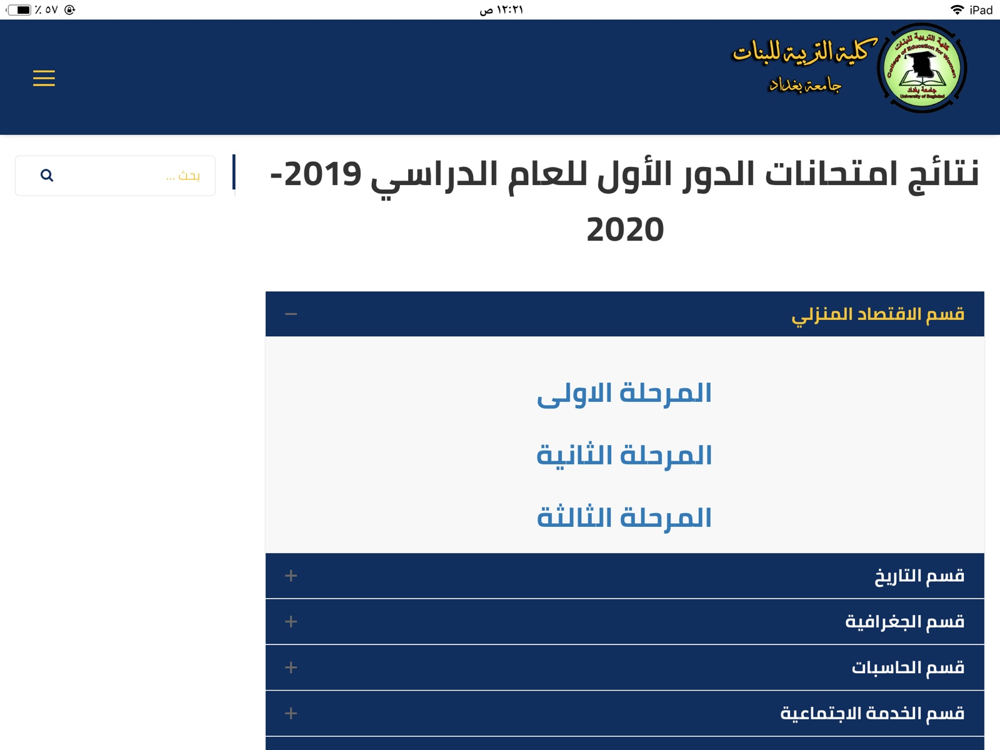 ٥٧ ٪
١٢:٢١ ص
iPad
كلية التربية للبنات
جامعة بغداد
كلية التربية للبنات
College of Education for Women
جامعة بغداد
University of Baghdad
نتائج امتحانات الدور الأول للعام الدراسي 2019-
2020
بحث ...
قسم الاقتصاد المنزلي
المرحلة الاولى
المرحلة الثانية
المرحلة الثالثة
قسم التاريخ
قسم الجغرافية
قسم الحاسبات
قسم الخدمة الاجتماعية